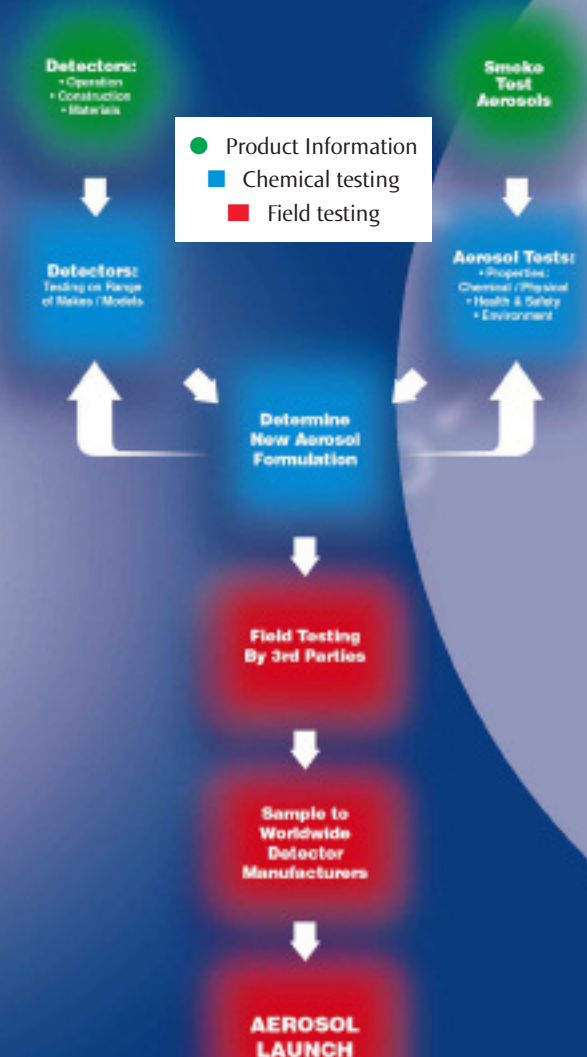 Detectors:
• Operation
• Construction
• Materials
Smoke
Test
Aerosols
Product Information
Chemical testing
Field testing
Detectors:
Testing on Range
of Makes / Models
Aerosol Tests:
• Properties:
Chemical / Physical
• Health & Safety
• Environment
Determine
New Aerosol
Formulation
Field Testing
By 3rd Parties
Sample to
Worldwide
Detector
Manufacturers
AEROSOL
LAUNCH